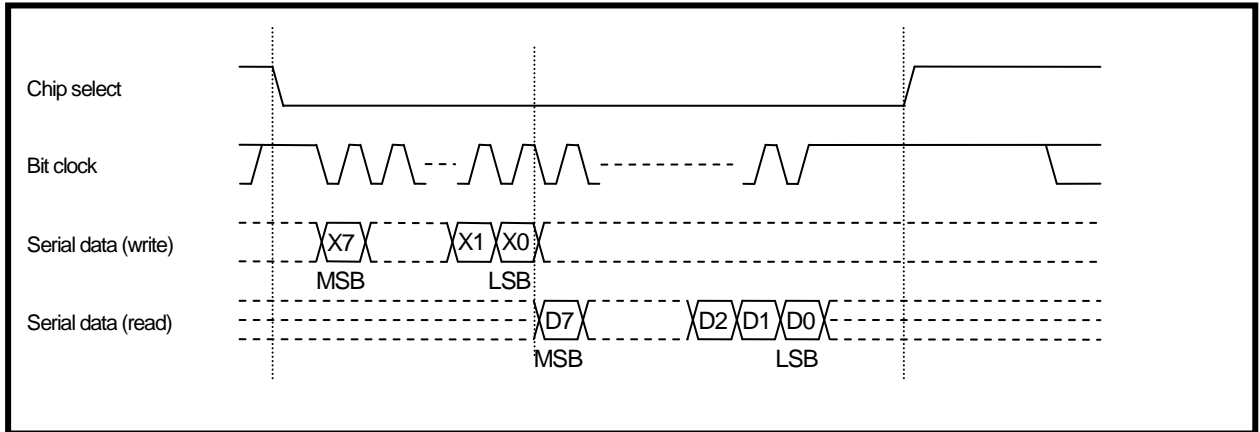 Chip select
Bit clock
Serial data (write)
X7 X1 X0
MSB LSB
Serial data (read)
D7 D2 D1 D0
MSB LSB